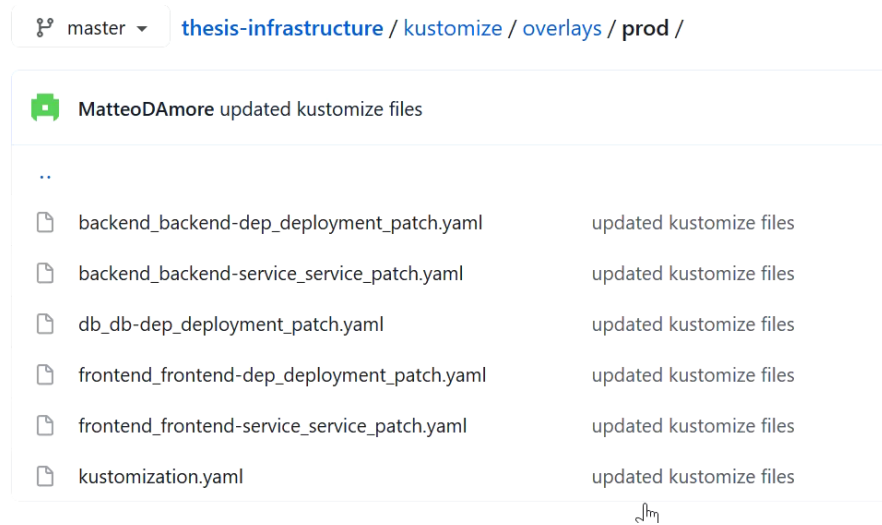 master thesis-infrastructure / kustomize / overlays / prod /
MatteoDAmore updated kustomize files
..
backend_backend-dep_deployment_patch.yaml updated kustomize files
backend_backend-service_service_patch.yaml updated kustomize files
db_db-dep_deployment_patch.yaml updated kustomize files
frontend_frontend-dep_deployment_patch.yaml updated kustomize files
frontend_frontend-service_service_patch.yaml updated kustomize files
kustomization.yaml updated kustomize files